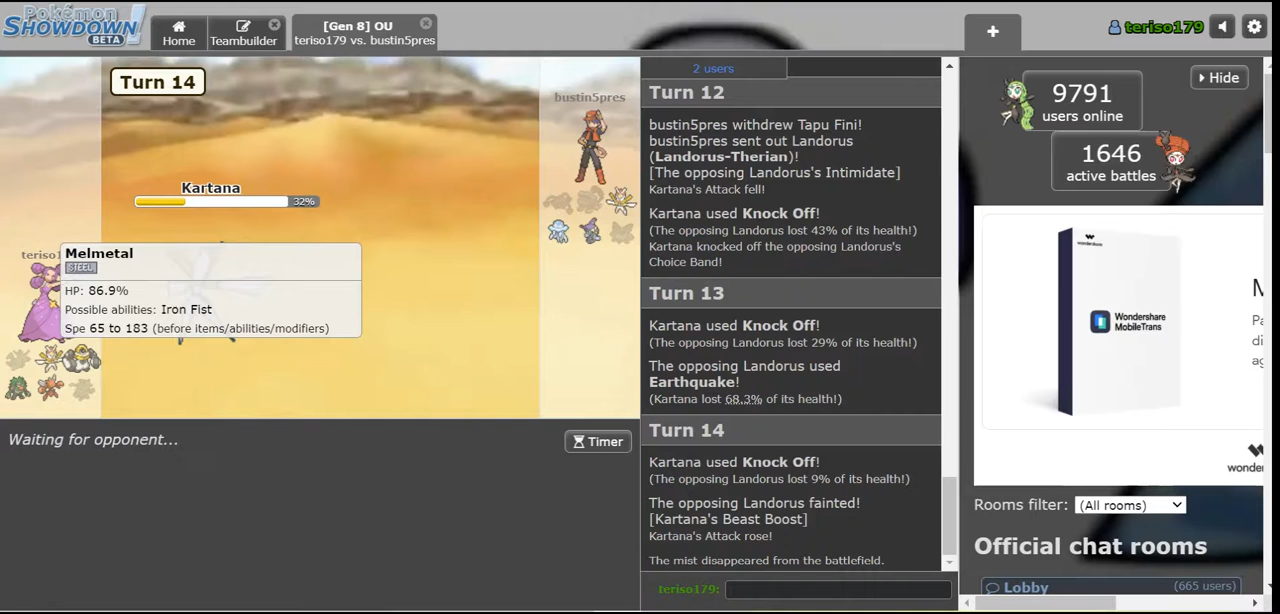 Pokémon
SHOWDOWN!
BETA
Home
Teambuilder
[Gen 8] OU
teriso179 vs. bustin5pres
+
teriso179
Turn 14
bustin5pres
Kartana
32%
Melmetal
STEEL
HP: 86.9%
Possible abilities: Iron Fist
Spe 65 to 183 (before items/abilities/modifiers)
teriso1
Waiting for opponent...
Timer
2 users
Turn 12
bustin5pres withdrew Tapu Fini!
bustin5pres sent out Landorus
(Landorus-Therian)!
[The opposing Landorus's Intimidate]
Kartana's Attack fell!
Kartana used Knock Off!
(The opposing Landorus lost 43% of its health!)
Kartana knocked off the opposing Landorus's
Choice Band!
Turn 13
Kartana used Knock Off!
(The opposing Landorus lost 29% of its health!)
The opposing Landorus used
Earthquake!
(Kartana lost 68.3% of its health!)
Turn 14
Kartana used Knock Off!
(The opposing Landorus lost 9% of its health!)
The opposing Landorus fainted!
[Kartana's Beast Boost]
Kartana's Attack rose!
The mist disappeared from the battlefield.
teriso179:
9791
users online
Hide
1646
active battles
wondershare
Wondershare
MobileTrans
M
Pa
di
ag
wonder
Rooms filter: (All rooms)
Official chat rooms
Lobby
(665 users)